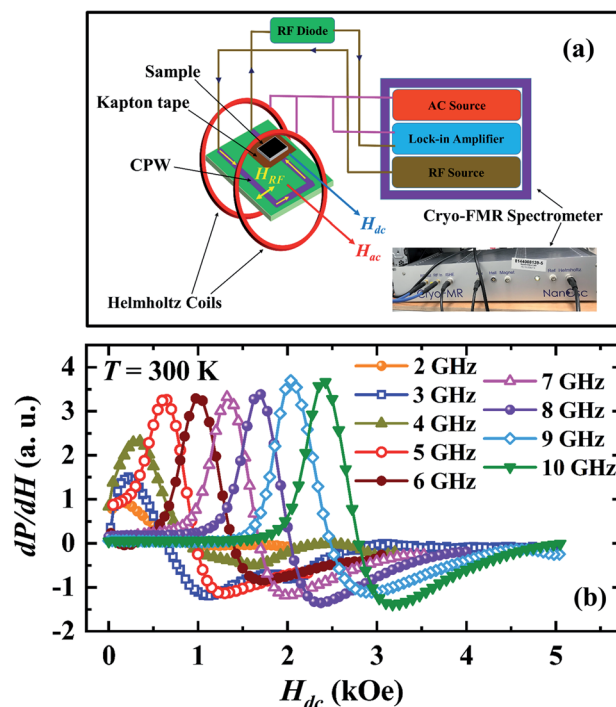 RF Diode
(a)
Sample
Kapton tape
CPW
H_RF
H_dc
H_ac
Helmholtz Coils
AC Source
Lock-in Amplifier
RF Source
Cryo-FMR Spectrometer
NanOsc
T = 300 K
2 GHz
3 GHz
4 GHz
5 GHz
6 GHz
7 GHz
8 GHz
9 GHz
10 GHz
dP/dH (a. u.)
4
3
2
1
0
-1
-2
(b)
0 1 2 3 4 5
H_dc (kOe)